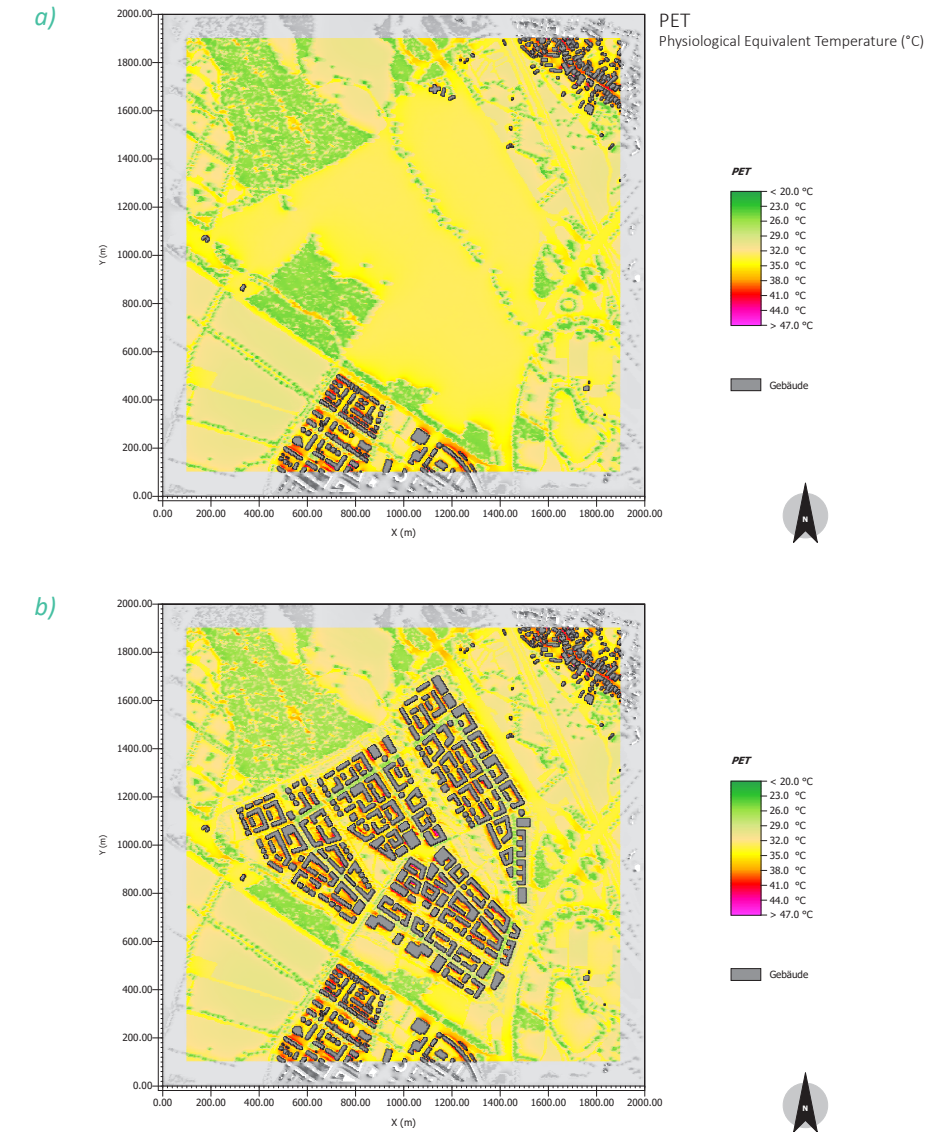 a)
PET
Physiological Equivalent Temperature (°C)
2000.00
1800.00
1600.00
1400.00
1200.00
1000.00
800.00
600.00
400.00
200.00
0.00
Y (m)
0.00 200.00 400.00 600.00 800.00 1000.00 1200.00 1400.00 1600.00 1800.00 2000.00
X (m)
PET
< 20.0 °C
23.0 °C
26.0 °C
29.0 °C
32.0 °C
35.0 °C
38.0 °C
41.0 °C
44.0 °C
> 47.0 °C
Gebäude
N
b)
2000.00
1800.00
1600.00
1400.00
1200.00
1000.00
800.00
600.00
400.00
200.00
0.00
Y (m)
0.00 200.00 400.00 600.00 800.00 1000.00 1200.00 1400.00 1600.00 1800.00 2000.00
X (m)
PET
< 20.0 °C
23.0 °C
26.0 °C
29.0 °C
32.0 °C
35.0 °C
38.0 °C
41.0 °C
44.0 °C
> 47.0 °C
Gebäude
N